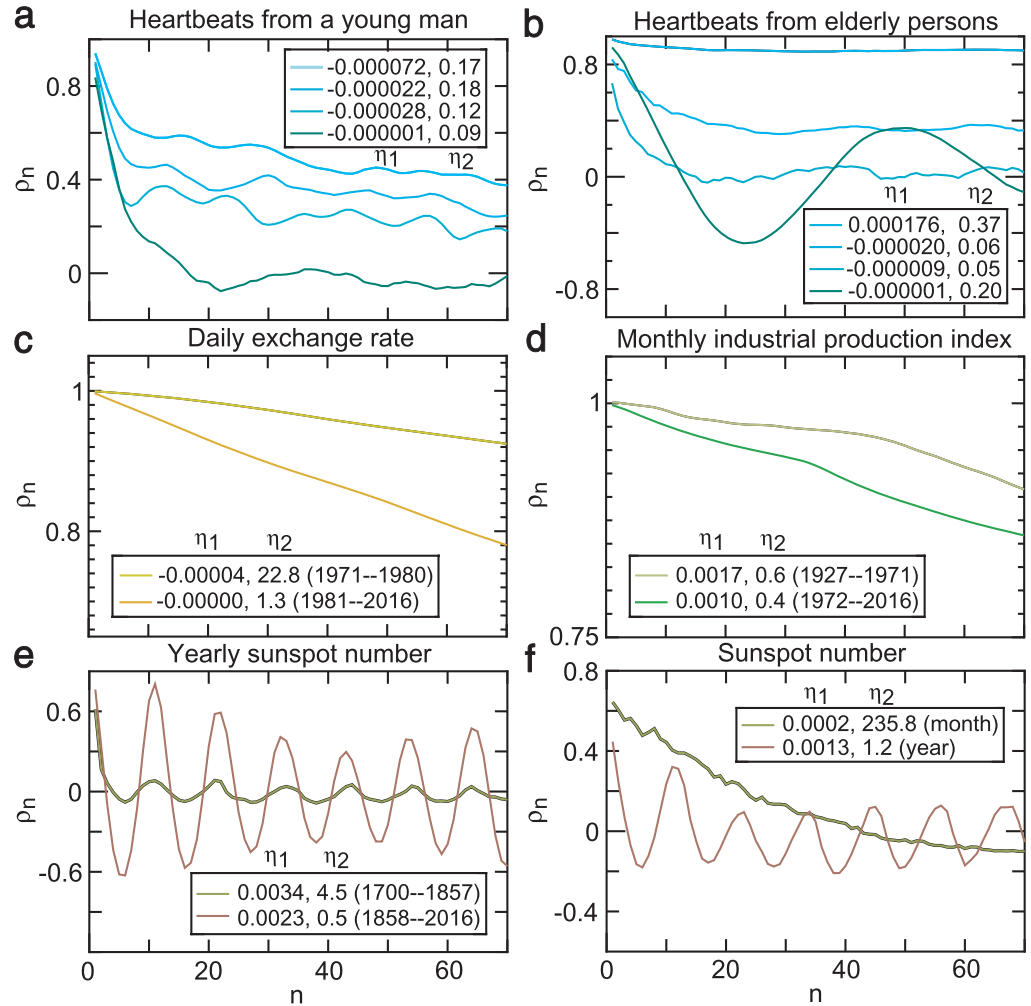 a
Heartbeats from a young man
0.8
0.4
0
ρn
-0.000072, 0.17
-0.000022, 0.18
-0.000028, 0.12
-0.000001, 0.09
η1 η2
b
Heartbeats from elderly persons
0.8
0
-0.8
ρn
η1 η2
0.000176, 0.37
-0.000020, 0.06
-0.000009, 0.05
-0.000001, 0.20
c
Daily exchange rate
1
0.8
ρn
η1 η2
-0.00004, 22.8 (1971--1980)
-0.00000, 1.3 (1981--2016)
d
Monthly industrial production index
1
0.75
ρn
η1 η2
0.0017, 0.6 (1927--1971)
0.0010, 0.4 (1972--2016)
e
Yearly sunspot number
0.6
0
-0.6
ρn
η1 η2
0.0034, 4.5 (1700--1857)
0.0023, 0.5 (1858--2016)
0 20 40 60
n
f
Sunspot number
0.8
0.4
0
-0.4
ρn
η1 η2
0.0002, 235.8 (month)
0.0013, 1.2 (year)
0 20 40 60
n